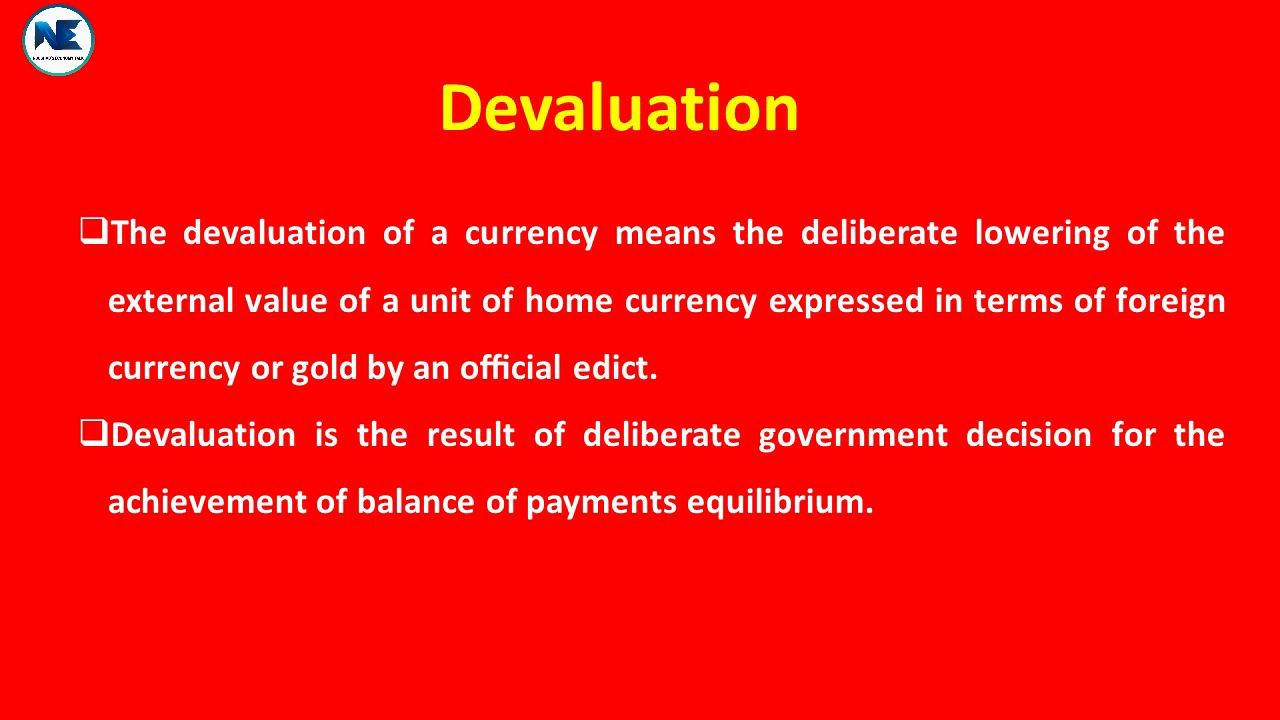 NE
Devaluation
❑The devaluation of a currency means the deliberate lowering of the
external value of a unit of home currency expressed in terms of foreign
currency or gold by an official edict.
❑Devaluation is the result of deliberate government decision for the
achievement of balance of payments equilibrium.